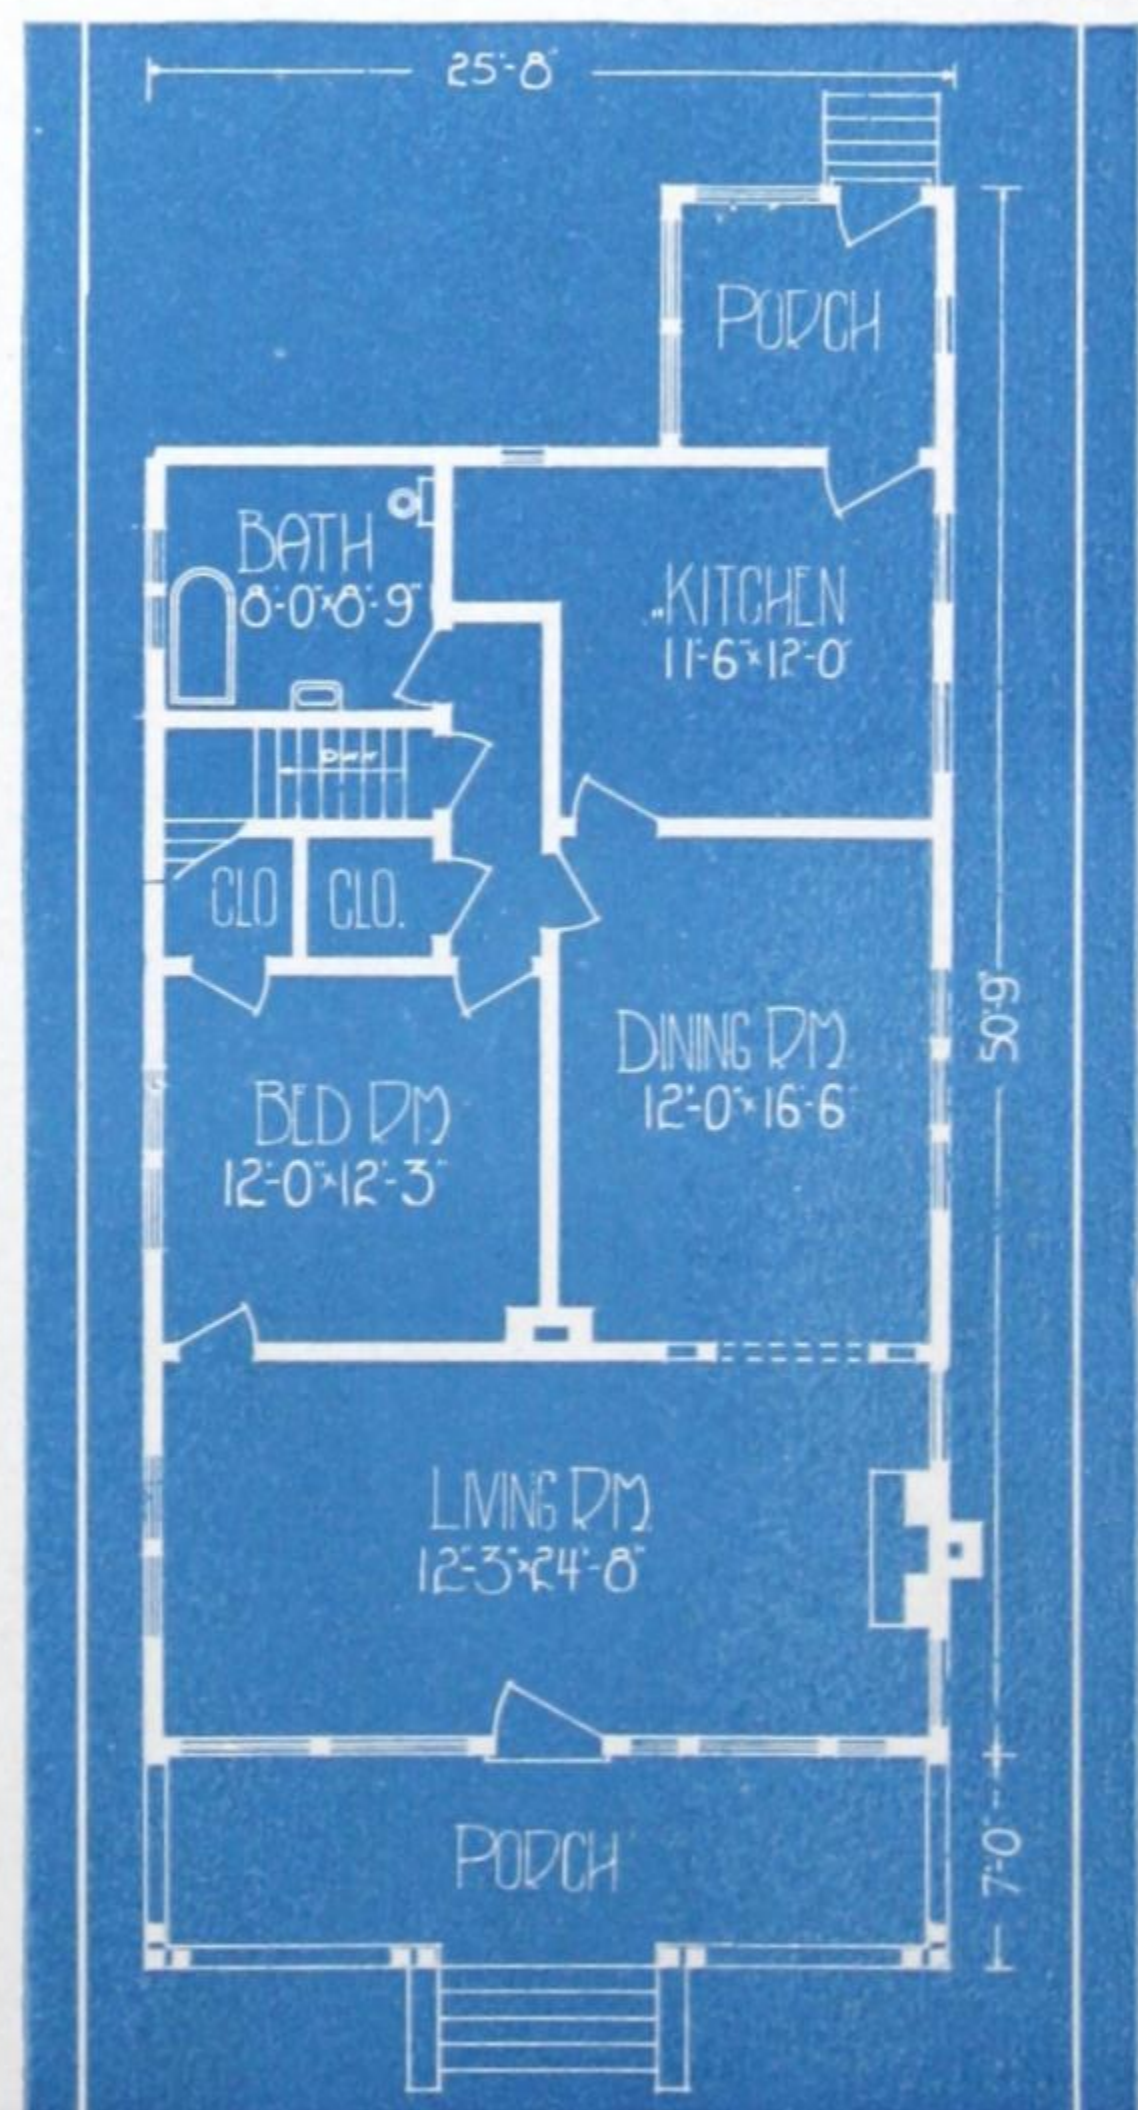 25'-8"
PORCH
BATH
8'-0"x8'-9"
KITCHEN
11'-6"x12'-0"
CLO
CLO.
DINING RM
12'-0"x16'-6"
50'-9"
BED RM
12'-0"x12'-3"
LIVING RM
12'-3"x24'-8"
PORCH
7'-0"